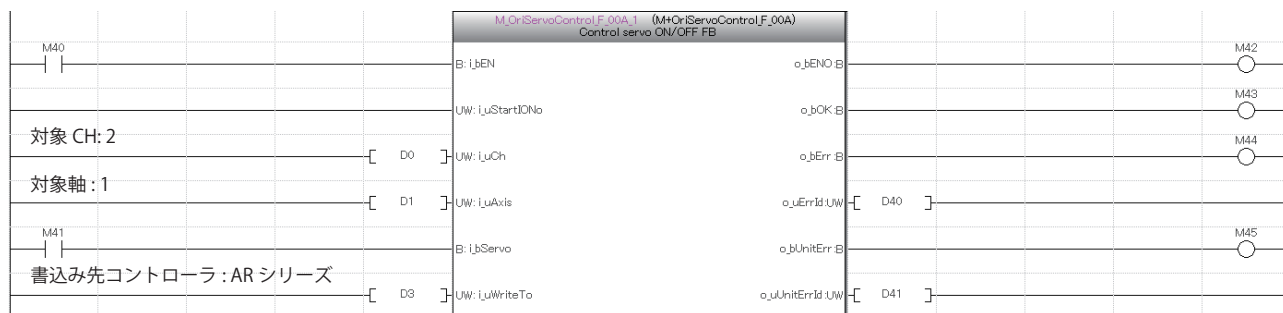 M_OriServoControl_F_00A_1 (M+OriServoControl_F_00A)
Control servo ON/OFF FB
M40
B: i_bEN
o_bENO:B
M42
UW: i_uStartIONo
o_bOK:B
M43
対象 CH: 2
D0
UW: i_uCh
o_bErr:B
M44
対象軸 : 1
D1
UW: i_uAxis
o_uErrId:UW
D40
M41
B: i_bServo
o_bUnitErr:B
M45
書込み先コントローラ : AR シリーズ
D3
UW: i_uWriteTo
o_uUnitErrId:UW
D41